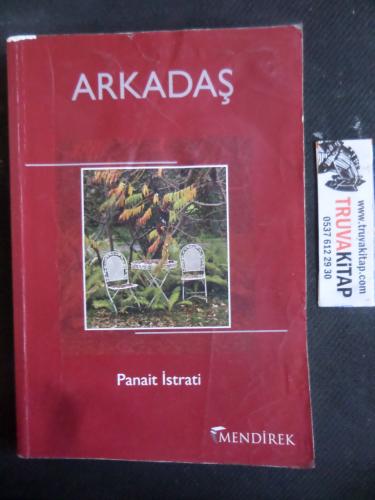 ARKADAŞ
Panait İstrati
MENDİREK
TRUVAKİTAP
www.truvakitap.com
0537 612 29 30